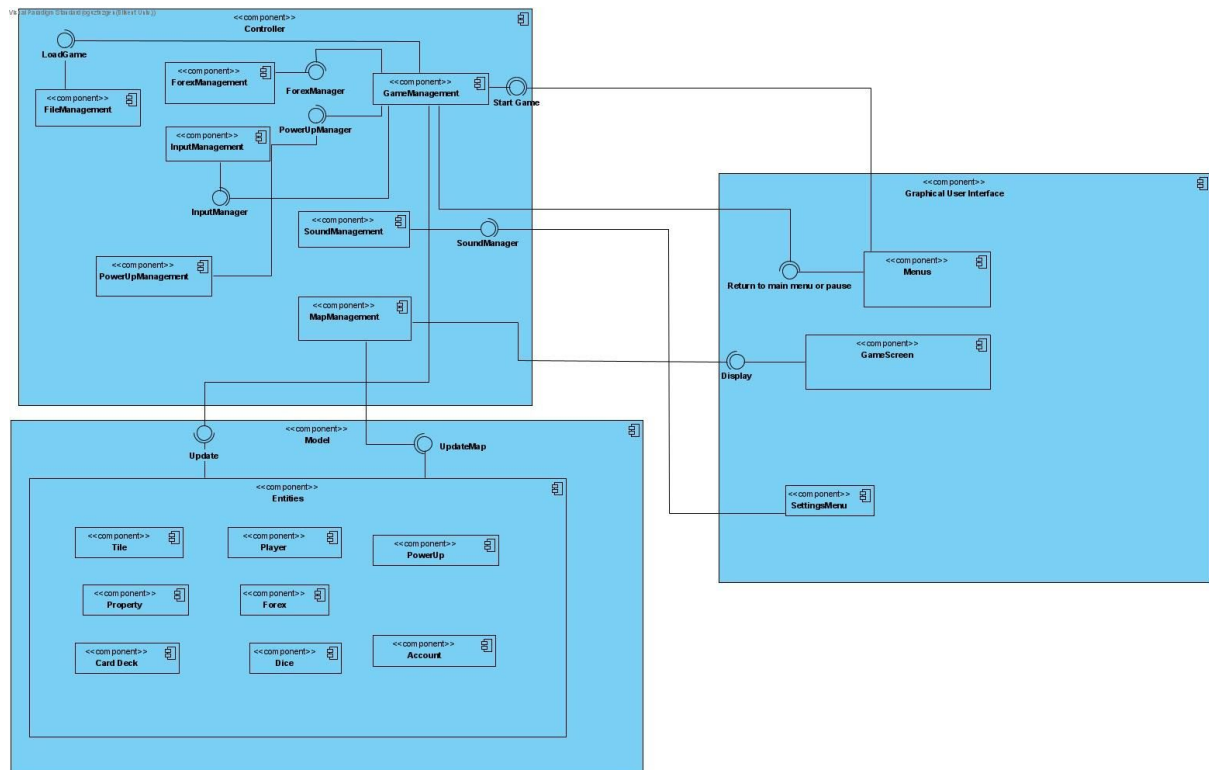 <<component>>
Controller
LoadGame
<<component>>
ForexManagement
ForexManager
<<component>>
GameManagement
Start Game
<<component>>
FileManagement
PowerUpManager
<<component>>
InputManagement
InputManager
<<component>>
SoundManagement
SoundManager
<<component>>
PowerUpManagement
<<component>>
MapManagement
<<component>>
Graphical User Interface
<<component>>
Menus
Return to main menu or pause
<<component>>
GameScreen
Display
<<component>>
SettingsMenu
<<component>>
Model
Update
UpdateMap
<<component>>
Entities
<<component>>
Tile
<<component>>
Player
<<component>>
PowerUp
<<component>>
Property
<<component>>
Forex
<<component>>
Card Deck
<<component>>
Dice
<<component>>
Account